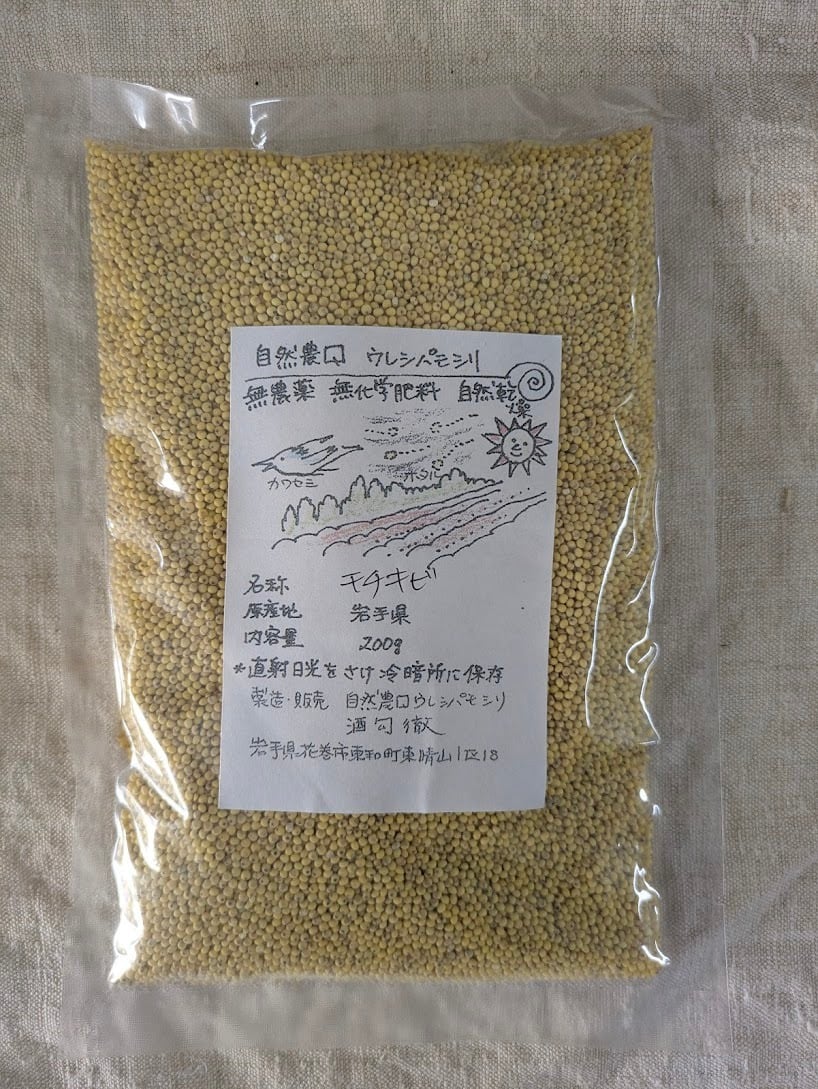 自然農口 ウレシパモシリ
無農薬 無化学肥料 自然乾燥
カワセミ ホタル
名称 モチキビ
原産地 岩手県
内容量 200g
*直射日光をさけ冷暗所に保存
製造・販売 自然農口ウレシパモシリ
酒匂 徹
岩手県花巻市東和町東晴山1区18